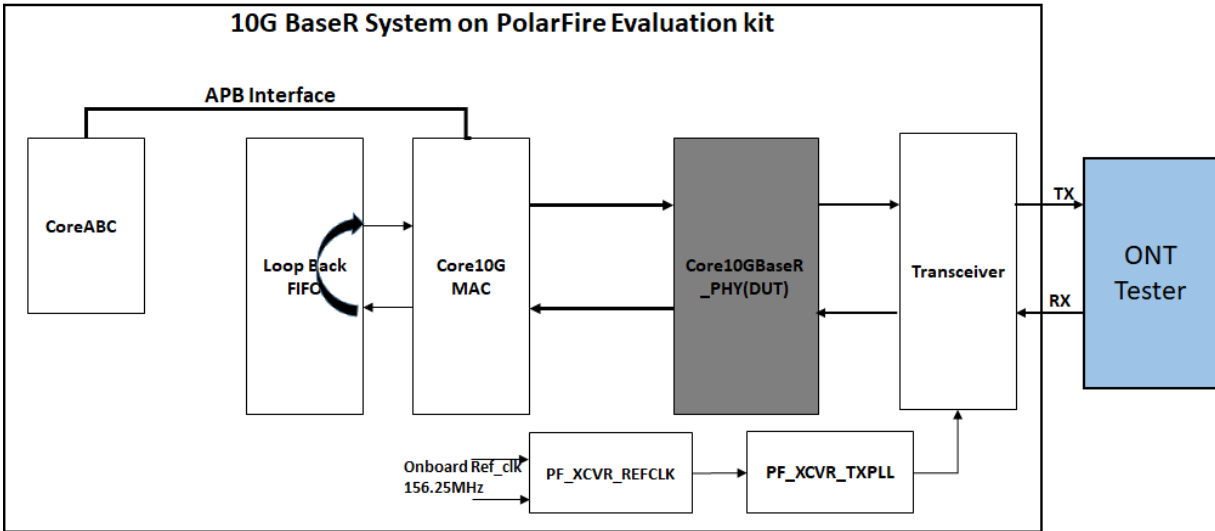 10G BaseR System on PolarFire Evaluation kit
APB Interface
CoreABC
Loop Back
FIFO
Core10G
MAC
Core10GBaseR
_PHY(DUT)
Transceiver
TX
RX
ONT
Tester
Onboard Ref_clk
156.25MHz
PF_XCVR_REFCLK
PF_XCVR_TXPLL